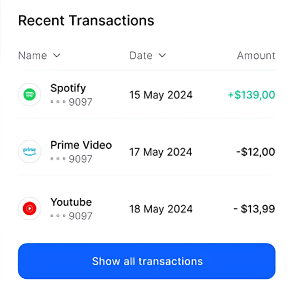 Recent Transactions
Name Date Amount
Spotify
9097
15 May 2024
+$139,00
prime
Prime Video
9097
17 May 2024
-$12,00
Youtube
9097
18 May 2024
- $13,99
Show all transactions